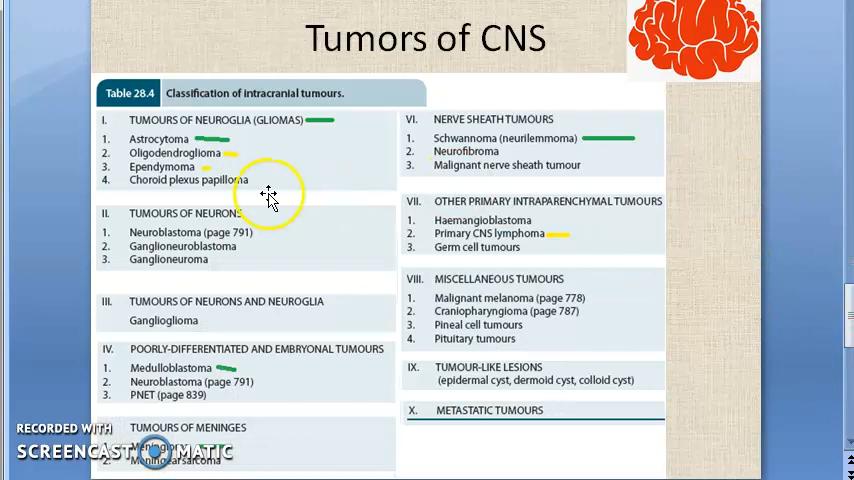 Tumors of CNS
Table 28.4 Classification of intracranial tumours.
I. TUMOURS OF NEUROGLIA (GLIOMAS)
1. Astrocytoma
2. Oligodendroglioma
3. Ependymoma
4. Choroid plexus papilloma
II. TUMOURS OF NEURONS
1. Neuroblastoma (page 791)
2. Ganglioneuroblastoma
3. Ganglioneuroma
III. TUMOURS OF NEURONS AND NEUROGLIA
Ganglioglioma
IV. POORLY-DIFFERENTIATED AND EMBRYONAL TUMOURS
1. Medulloblastoma
2. Neuroblastoma (page 791)
3. PNET (page 839)
TUMOURS OF MENINGES
2. Meningeal sarcoma
VI. NERVE SHEATH TUMOURS
1. Schwannoma (neurilemmoma)
2. Neurofibroma
3. Malignant nerve sheath tumour
VII. OTHER PRIMARY INTRAPARENCHYMAL TUMOURS
1. Haemangioblastoma
2. Primary CNS lymphoma
3. Germ cell tumours
VIII. MISCELLANEOUS TUMOURS
1. Malignant melanoma (page 778)
2. Craniopharyngioma (page 787)
3. Pineal cell tumours
4. Pituitary tumours
IX. TUMOUR-LIKE LESIONS
(epidermal cyst, dermoid cyst, colloid cyst)
X. METASTATIC TUMOURS
RECORDED WITH
SCREENCAST MATIC